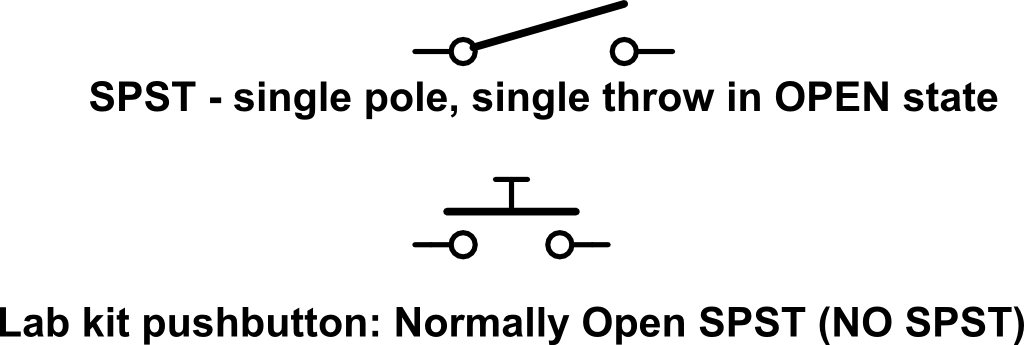 SPST - single pole, single throw in OPEN state
Lab kit pushbutton: Normally Open SPST (NO SPST)